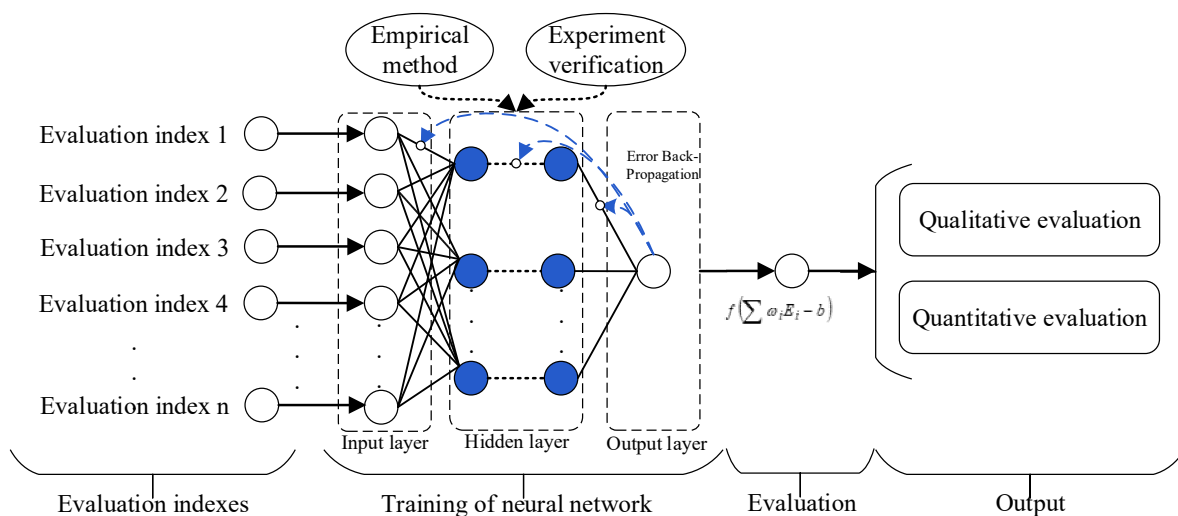 Empirical
method
Experiment
verification
Evaluation index 1
Evaluation index 2
Evaluation index 3
Evaluation index 4
Evaluation index n
Error Back-
Propagation
f(∑ ω_i E_i − b)
Qualitative evaluation
Quantitative evaluation
Input layer
Hidden layer
Output layer
Evaluation indexes
Training of neural network
Evaluation
Output